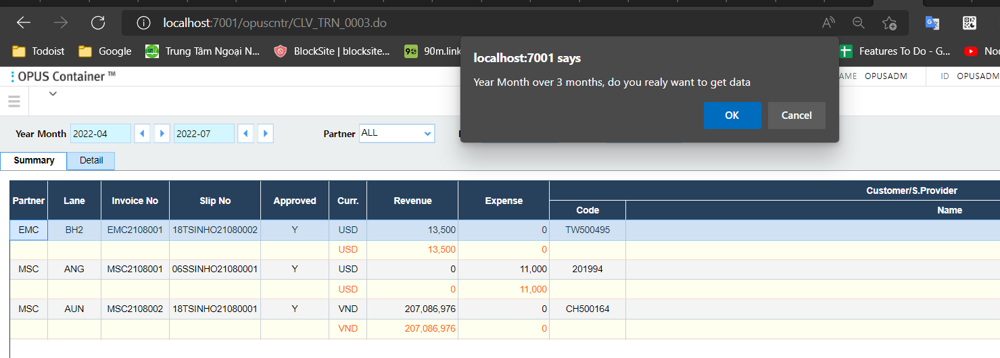 localhost:7001/opuscntr/CLV_TRN_0003.do
Todoist
Google
Trung Tâm Ngoại N...
BlockSite | blocksite...
90m.link
Features To Do - G...
localhost:7001 says
Year Month over 3 months, do you realy want to get data
OK Cancel
OPUS Container ™
AME OPUSADM ID OPUSADM
Year Month 2022-04 2022-07 Partner ALL
Summary Detail
Partner Lane Invoice No Slip No Approved Curr. Revenue Expense Customer/S.Provider
Code Name
EMC BH2 EMC2108001 18TSINHO21080002 Y USD 13,500 0 TW500495
USD 13,500 0
MSC ANG MSC2108001 06SSINHO21080001 Y USD 0 11,000 201994
USD 0 11,000
MSC AUN MSC2108002 18TSINHO21080001 Y VND 207,086,976 0 CH500164
VND 207,086,976 0